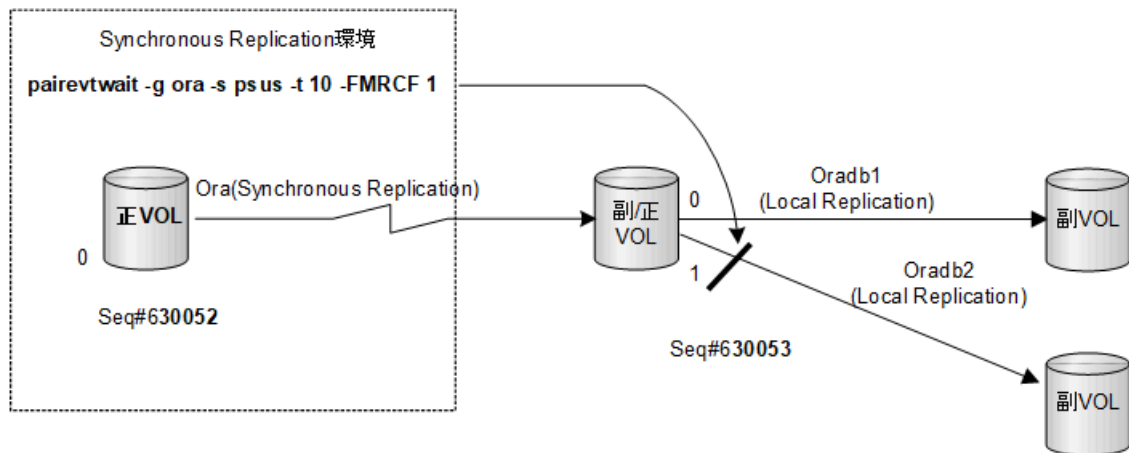 Synchronous Replication環境
pairevtwait -g ora -s psus -t 10 -FMRCF 1
正VOL
0
Seq#630052
Ora(Synchronous Replication)
副/正
VOL
0
1
Seq#630053
Oradb1
(Local Replication)
副VOL
Oradb2
(Local Replication)
副VOL